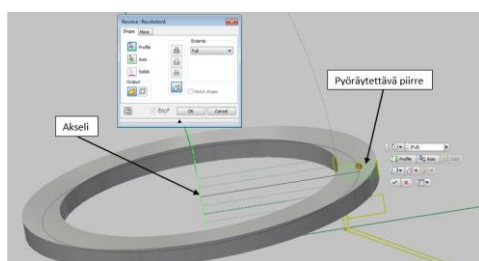 Revolve : Revolution4
Shape More
Profile
Axis
Solids
Output
Extents
Full
Match shape
OK Cancel
Pyöräytettävä piirre
Akseli
(Full)
Profile Axis